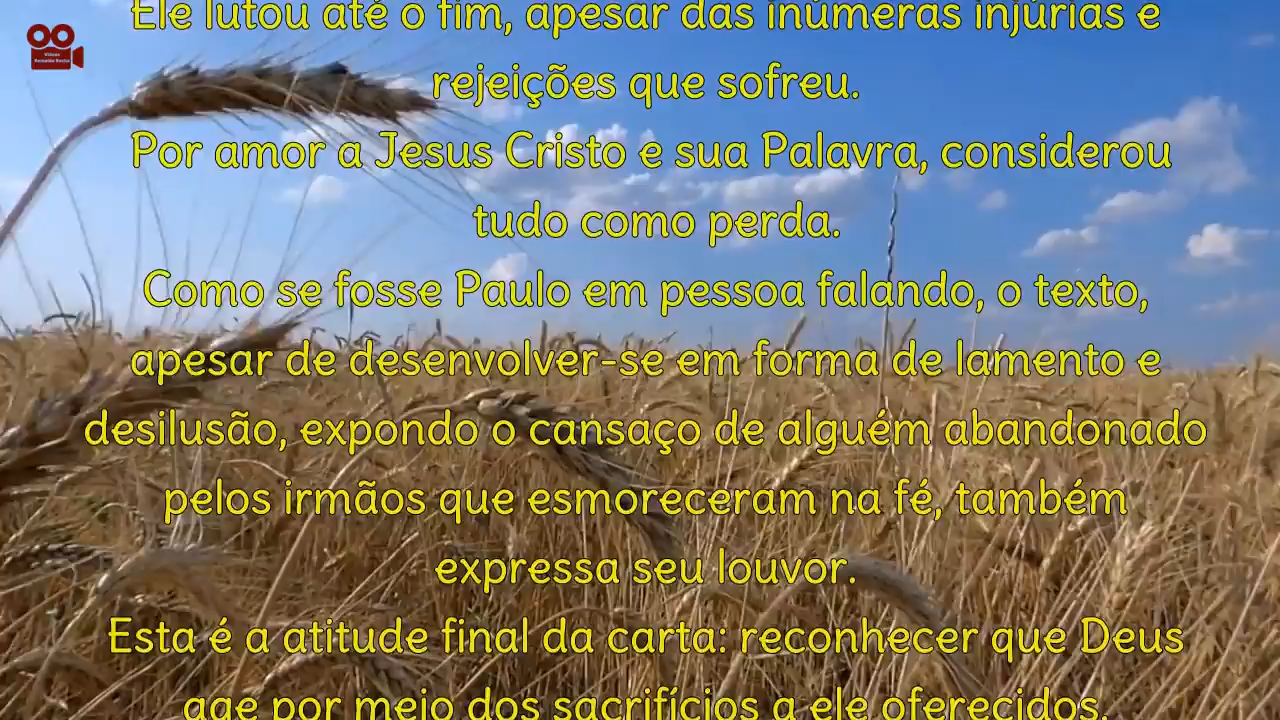 Ele lutou até o fim, apesar das inúmeras injúrias e
Vídeos
Reinaldo Rocha
rejeições que sofreu.
Por amor a Jesus Cristo e sua Palavra, considerou
tudo como perda.
Como se fosse Paulo em pessoa falando, o texto,
apesar de desenvolver-se em forma de lamento e
desilusão, expondo o cansaço de alguém abandonado
pelos irmãos que esmoreceram na fé, também
expressa seu louvor.
Esta é a atitude final da carta: reconhecer que Deus
age por meio dos sacrifícios a ele oferecidos.